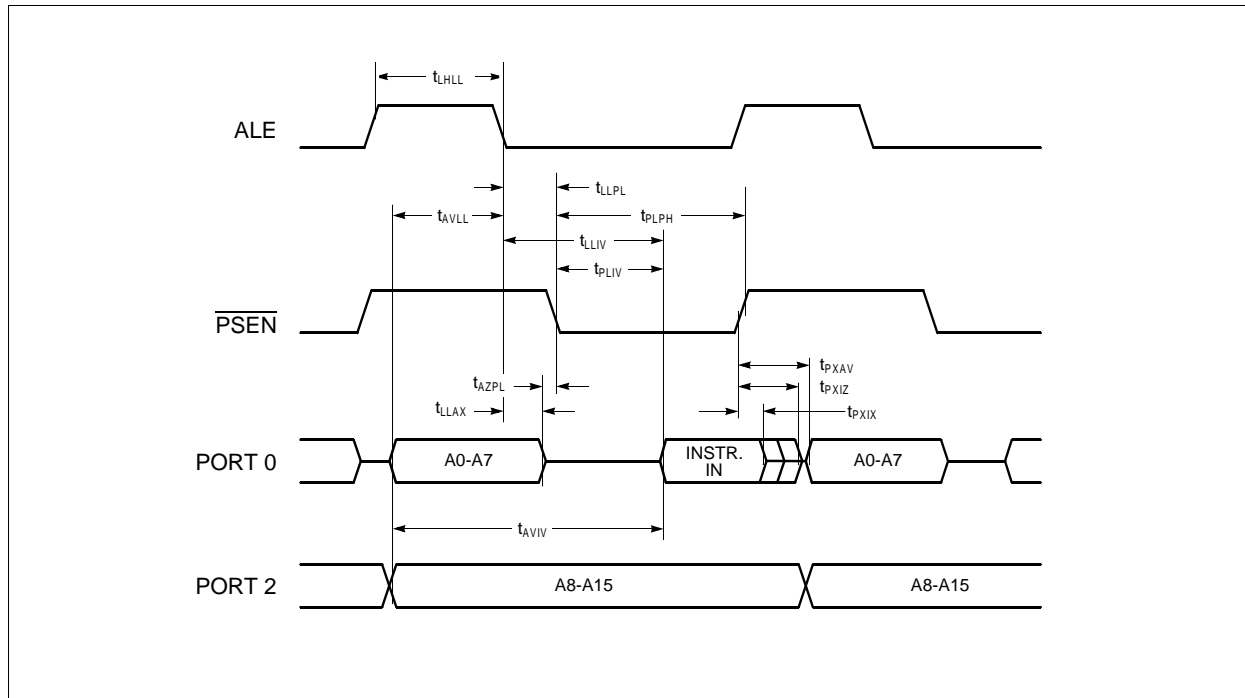 tLHLL
ALE
tLLPL
tAVLL
tPLPH
tLLIV
tPLIV
PSEN
tPXAV
tAZPL
tPXIZ
tLLAX
tPXIX
PORT 0
A0-A7
INSTR.
IN
A0-A7
tAVIV
PORT 2
A8-A15
A8-A15